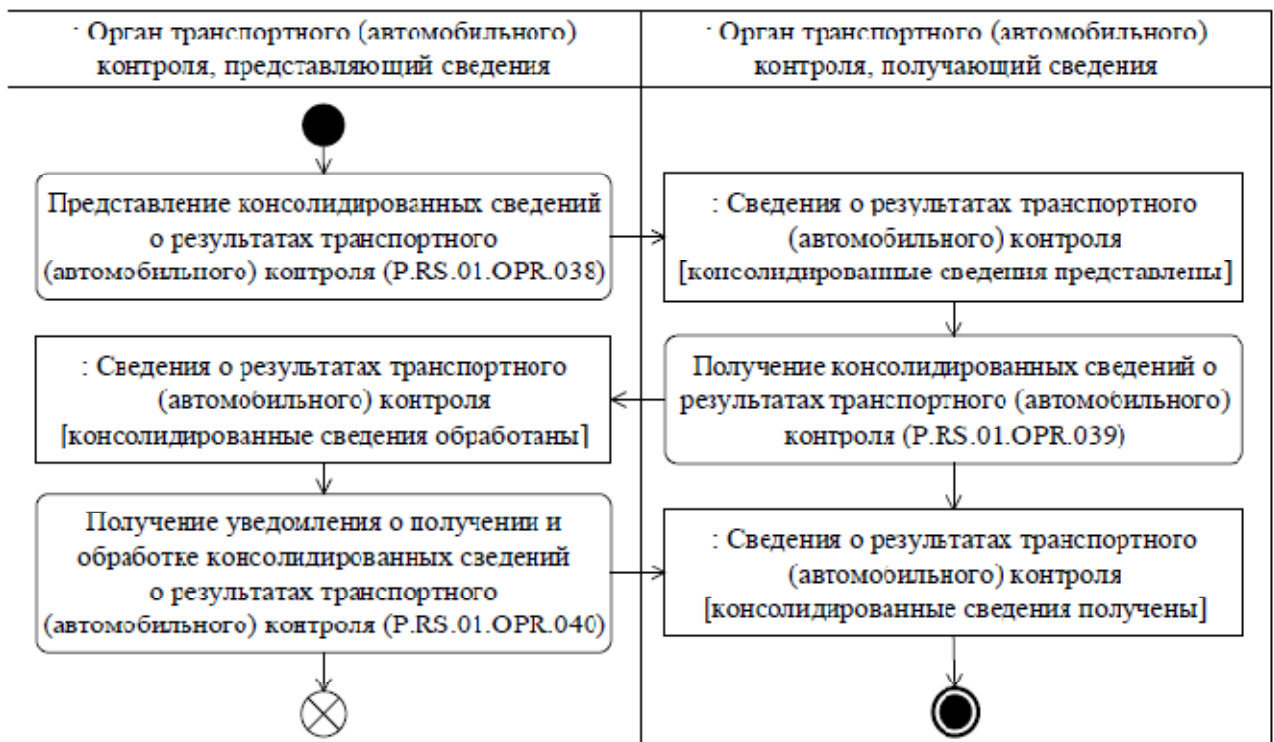 : Орган транспортного (автомобильного)
контроля, представляющий сведения
: Орган транспортного (автомобильного)
контроля, получающий сведения
Представление консолидированных сведений
о результатах транспортного
(автомобильного) контроля (P.RS.01.OPR.038)
: Сведения о результатах транспортного
(автомобильного) контроля
[консолидированные сведения представлены]
: Сведения о результатах транспортного
(автомобильного) контроля
[консолидированные сведения обработаны]
Получение консолидированных сведений о
результатах транспортного (автомобильного)
контроля (P.RS.01.OPR.039)
Получение уведомления о получении и
обработке консолидированных сведений
о результатах транспортного
(автомобильного) контроля (P.RS.01.OPR.040)
: Сведения о результатах транспортного
(автомобильного) контроля
[консолидированные сведения получены]